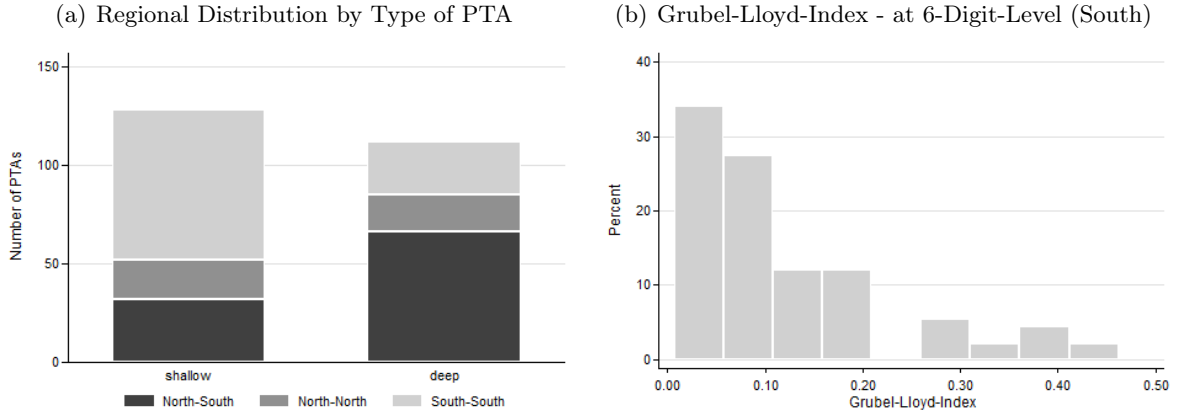 (a) Regional Distribution by Type of PTA
150
100
50
0
Number of PTAs
shallow
deep
North-South
North-North
South-South
(b) Grubel-Lloyd-Index - at 6-Digit-Level (South)
40
30
20
10
0
Percent
0.00
0.10
0.20
0.30
0.40
0.50
Grubel-Lloyd-Index